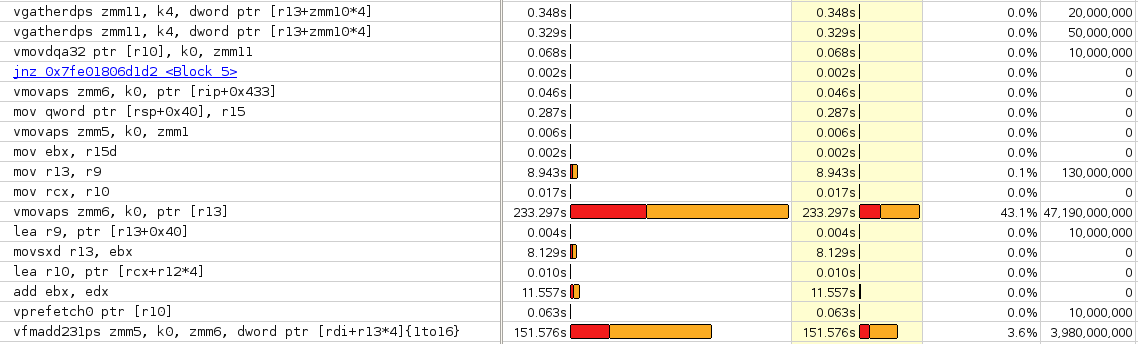 vgatherdps zmm11, k4, dword ptr [r13+zmm10*4] 0.348s 0.348s 0.0% 20,000,000
vgatherdps zmm11, k4, dword ptr [r13+zmm10*4] 0.329s 0.329s 0.0% 50,000,000
vmovdqa32 ptr [r10], k0, zmm11 0.068s 0.068s 0.0% 10,000,000
jnz 0x7fe01806d1d2 <Block 5> 0.002s 0.002s 0.0% 0
vmovaps zmm6, k0, ptr [rip+0x433] 0.046s 0.046s 0.0% 0
mov qword ptr [rsp+0x40], r15 0.287s 0.287s 0.0% 0
vmovaps zmm5, k0, zmm1 0.006s 0.006s 0.0% 0
mov ebx, r15d 0.002s 0.002s 0.0% 0
mov r13, r9 8.943s 8.943s 0.1% 130,000,000
mov rcx, r10 0.017s 0.017s 0.0% 0
vmovaps zmm6, k0, ptr [r13] 233.297s 233.297s 43.1% 47,190,000,000
lea r9, ptr [r13+0x40] 0.004s 0.004s 0.0% 10,000,000
movsxd r13, ebx 8.129s 8.129s 0.0% 0
lea r10, ptr [rcx+r12*4] 0.010s 0.010s 0.0% 0
add ebx, edx 11.557s 11.557s 0.0% 0
vprefetch0 ptr [r10] 0.063s 0.063s 0.0% 10,000,000
vfmadd231ps zmm5, k0, zmm6, dword ptr [rdi+r13*4]{1to16} 151.576s 151.576s 3.6% 3,980,000,000